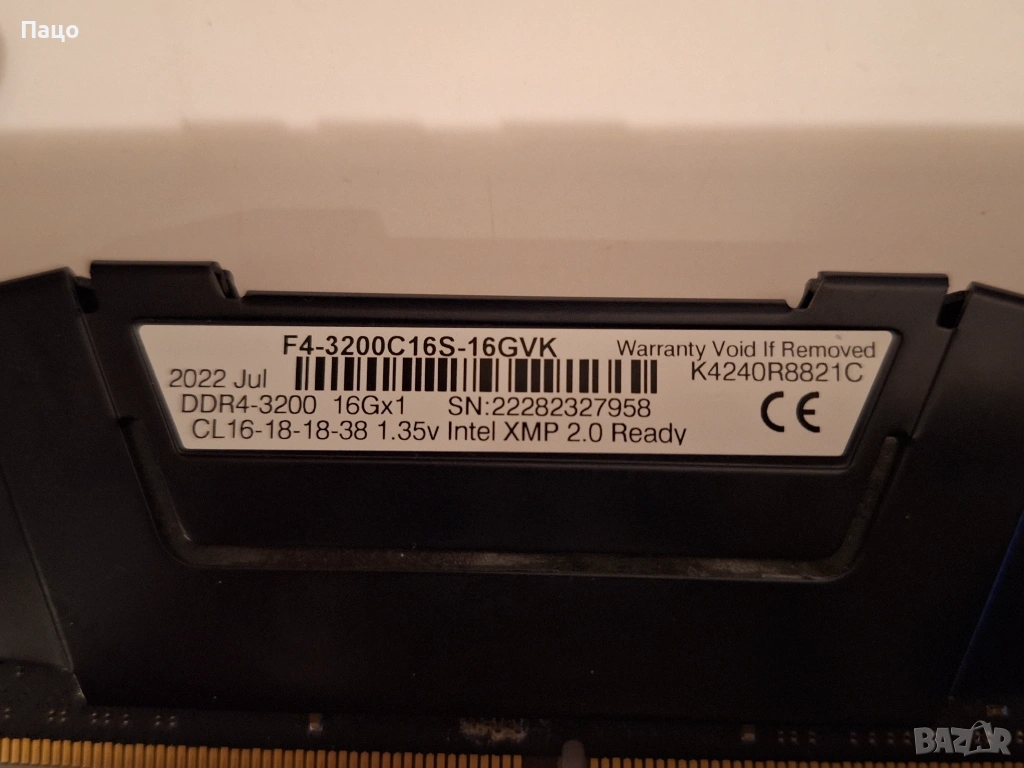 Пацо
F4-3200C16S-16GVK
Warranty Void If Removed
2022 Jul
K4240R8821C
DDR4-3200 16Gx1 SN:22282327958
CL16-18-18-38 1.35v Intel XMP 2.0 Ready
CE
BAZAR